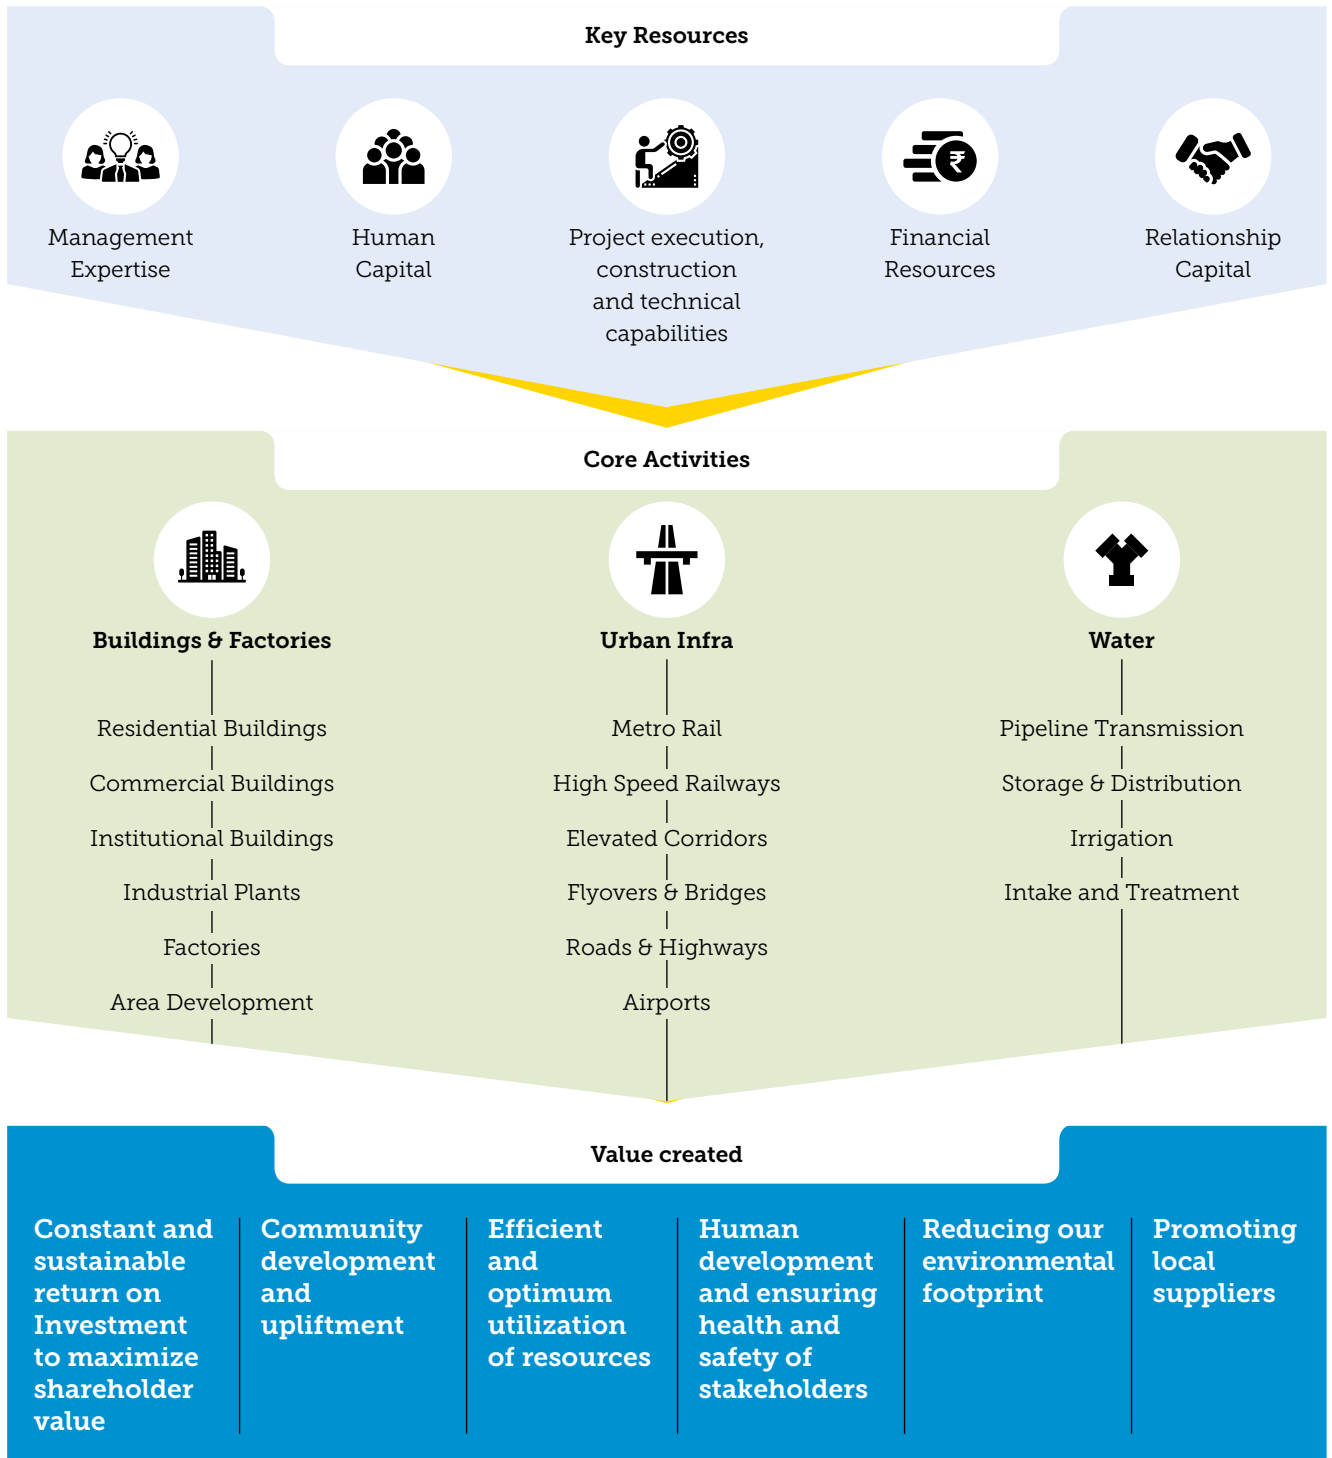 Key Resources
Management
Expertise
Human
Capital
Project execution,
construction
and technical
capabilities
₹
Financial
Resources
Relationship
Capital
Core Activities
Buildings & Factories
Residential Buildings
Commercial Buildings
Institutional Buildings
Industrial Plants
Factories
Area Development
Urban Infra
Metro Rail
High Speed Railways
Elevated Corridors
Flyovers & Bridges
Roads & Highways
Airports
Water
Pipeline Transmission
Storage & Distribution
Irrigation
Intake and Treatment
Value created
Constant and
sustainable
return on
Investment
to maximize
shareholder
value
Community
development
and
upliftment
Efficient
and
optimum
utilization
of resources
Human
development
and ensuring
health and
safety of
stakeholders
Reducing our
environmental
footprint
Promoting
local
suppliers